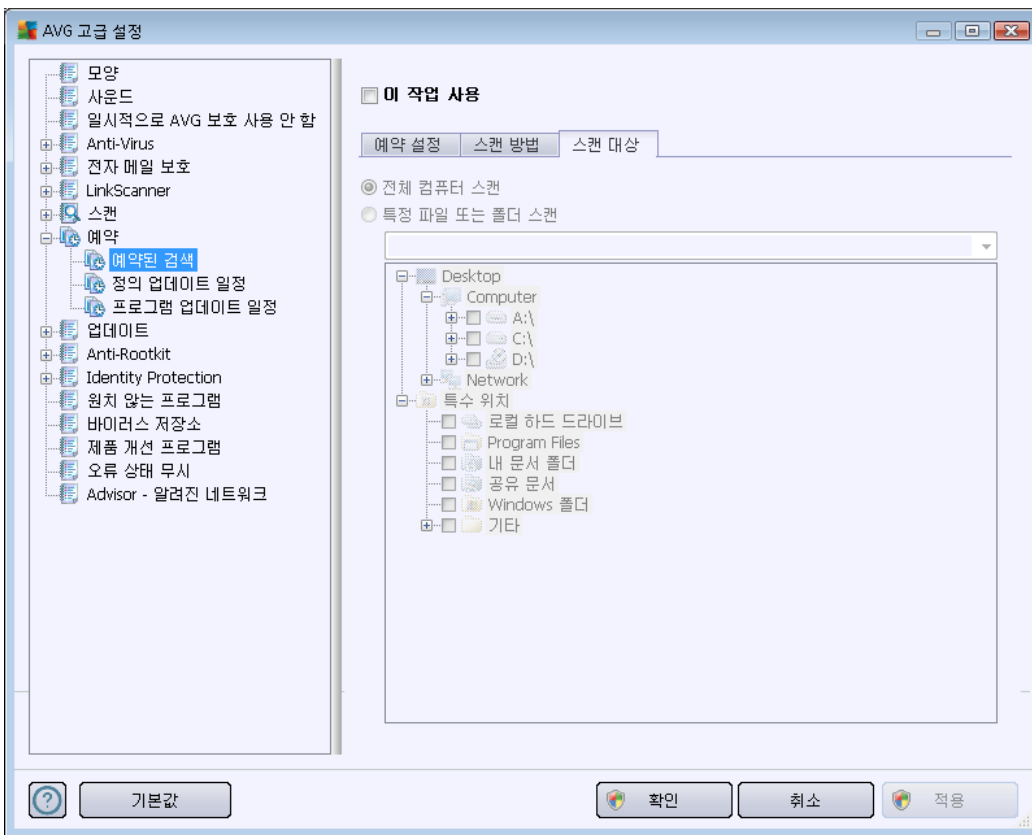 AVG 고급 설정
모양
사운드
일시적으로 AVG 보호 사용 안 함
Anti-Virus
전자 메일 보호
LinkScanner
스캔
예약
예약된 검색
정의 업데이트 일정
프로그램 업데이트 일정
업데이트
Anti-Rootkit
Identity Protection
원치 않는 프로그램
바이러스 저장소
제품 개선 프로그램
오류 상태 무시
Advisor - 알려진 네트워크
이 작업 사용
예약 설정 스캔 방법 스캔 대상
전체 컴퓨터 스캔
특정 파일 또는 폴더 스캔
Desktop
Computer
A:\
C:\
D:\
Network
특수 위치
로컬 하드 드라이브
Program Files
내 문서 폴더
공유 문서
Windows 폴더
기타
기본값 확인 취소 적용